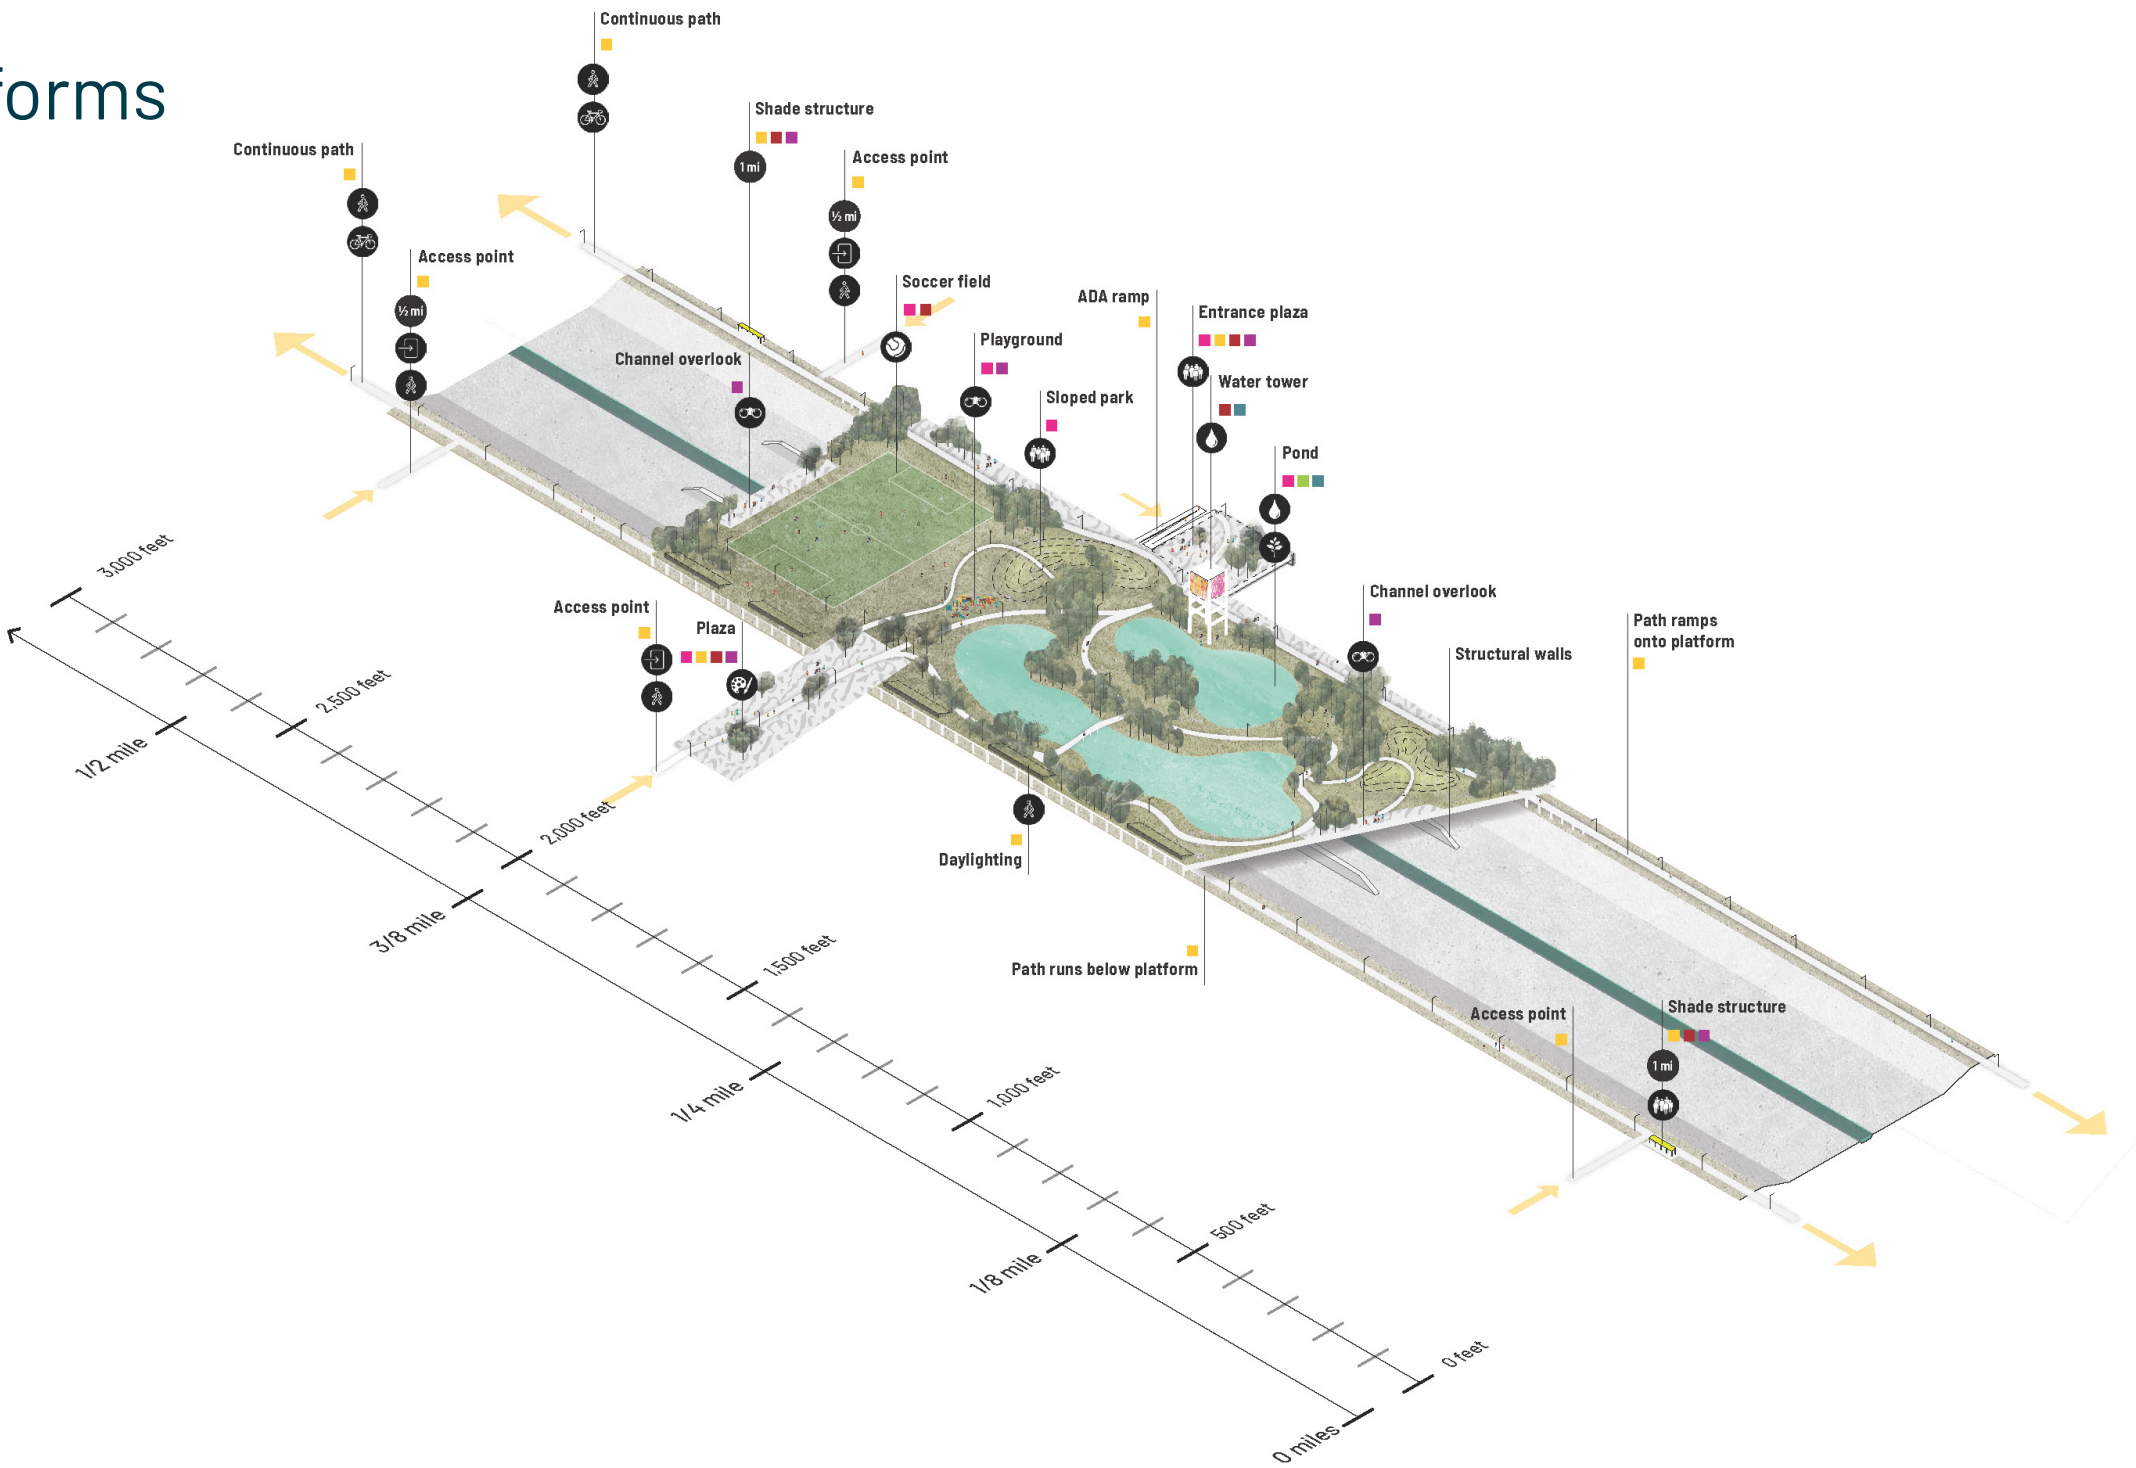 forms
Continuous path
Shade structure
1 mi
Continuous path
Access point
½ mi
Access point
½ mi
Soccer field
ADA ramp
Entrance plaza
Playground
Channel overlook
Water tower
Sloped park
Pond
3,000 feet
Channel overlook
Access point
Path ramps
onto platform
Plaza
Structural walls
2,500 feet
1/2 mile
2,000 feet
Daylighting
3/8 mile
1,500 feet
Path runs below platform
Shade structure
1 mi
Access point
1,000 feet
1/4 mile
500 feet
1/8 mile
0 feet
0 miles